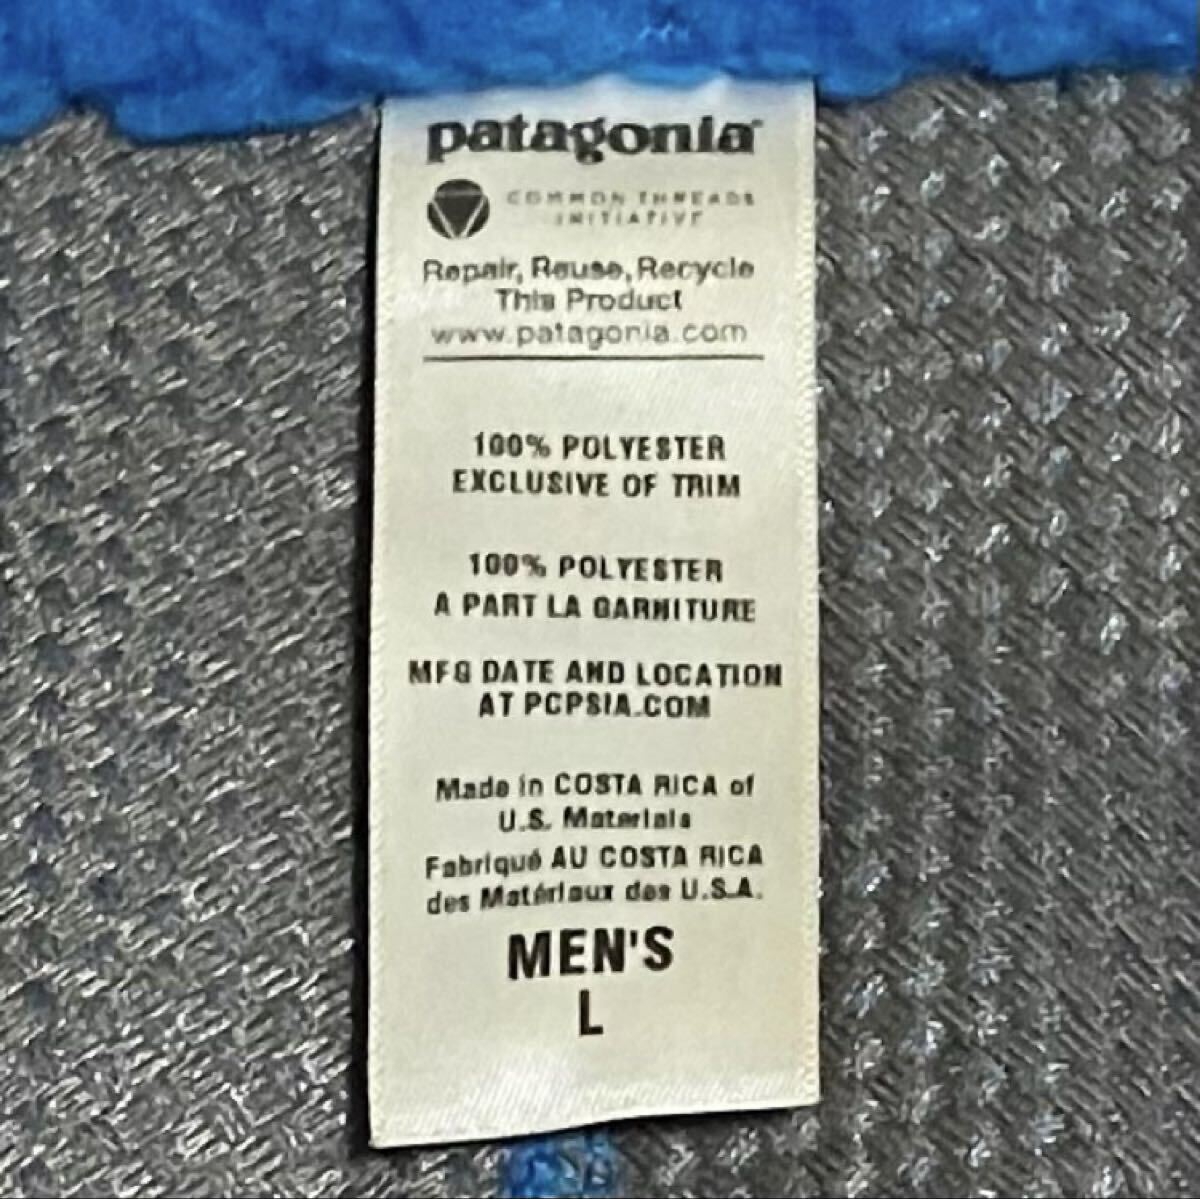 patagonia
COMMON THREADS
INITIATIVE
Repair, Reuse, Recycle
This Product
www.patagonia.com
100% POLYESTER
EXCLUSIVE OF TRIM
100% POLYESTER
A PART LA GARNITURE
MFG DATE AND LOCATION
AT PCPSIA.COM
Made in COSTA RICA of
U.S. Materials
Fabriqué AU COSTA RICA
des Matériaux des U.S.A.
MEN'S
L